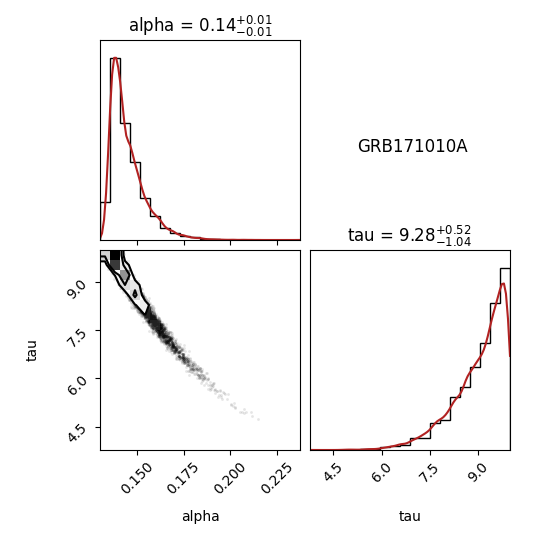 alpha = 0.14+0.01−0.01
GRB171010A
tau = 9.28+0.52−1.04
tau
9.0
7.5
6.0
4.5
0.150 0.175 0.200 0.225
4.5 6.0 7.5 9.0
alpha
tau